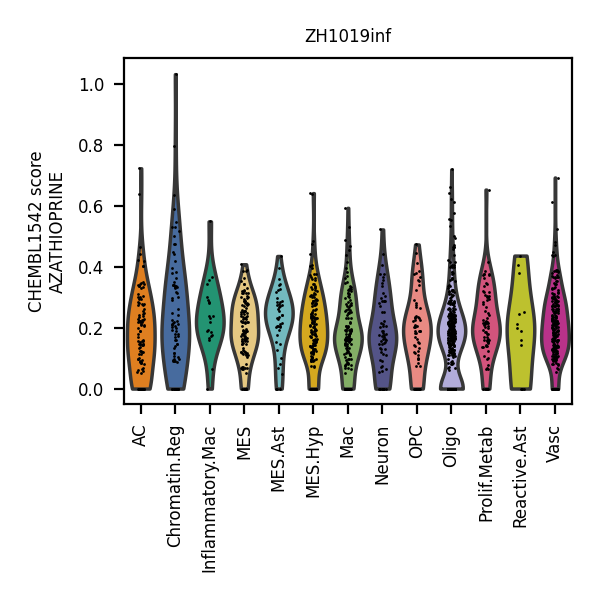 ZH1019inf
CHEMBL1542 score
AZATHIOPRINE
1.0
0.8
0.6
0.4
0.2
0.0
AC
Chromatin.Reg
Inflammatory.Mac
MES
MES.Ast
MES.Hyp
Mac
Neuron
OPC
Oligo
Prolif.Metab
Reactive.Ast
Vasc